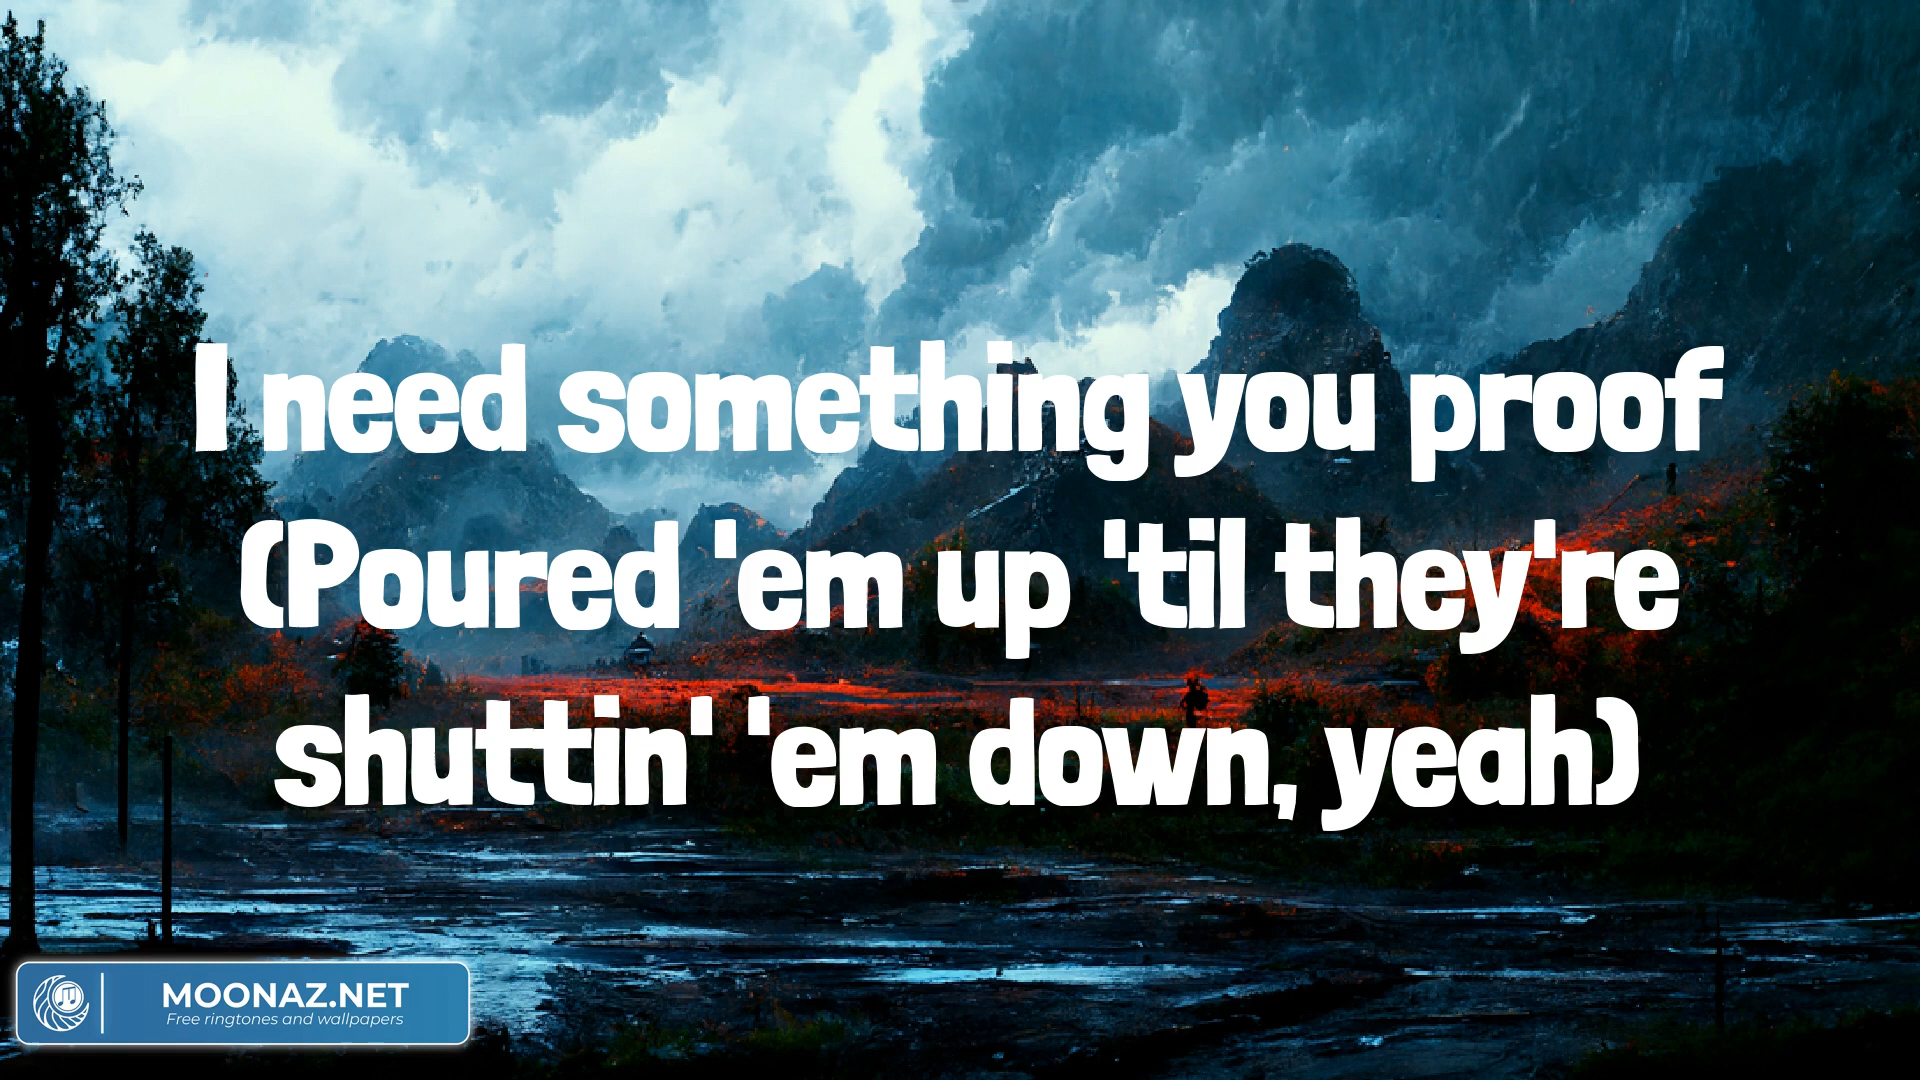 I need something you proof
(Poured 'em up 'til they're
shuttin' 'em down, yeah)
MOONAZ.NET
Free ringtones and wallpapers